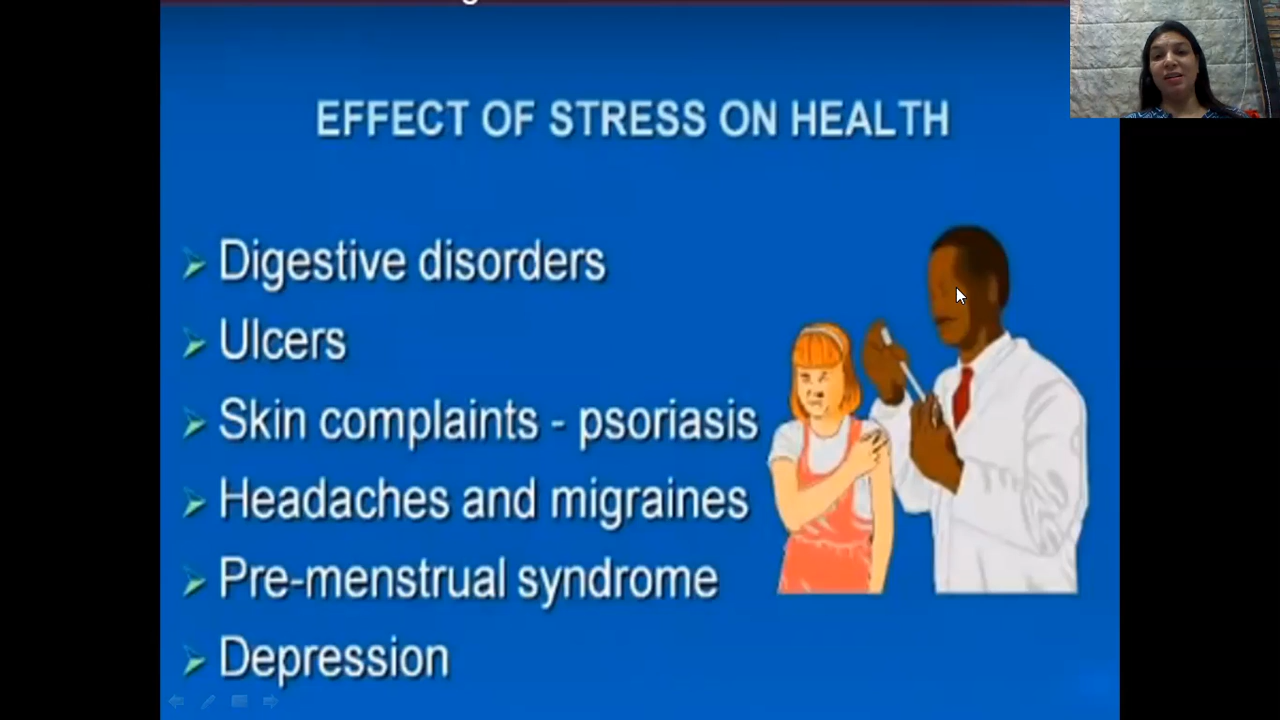 EFFECT OF STRESS ON HEALTH
Digestive disorders
Ulcers
Skin complaints - psoriasis
Headaches and migraines
Pre-menstrual syndrome
Depression